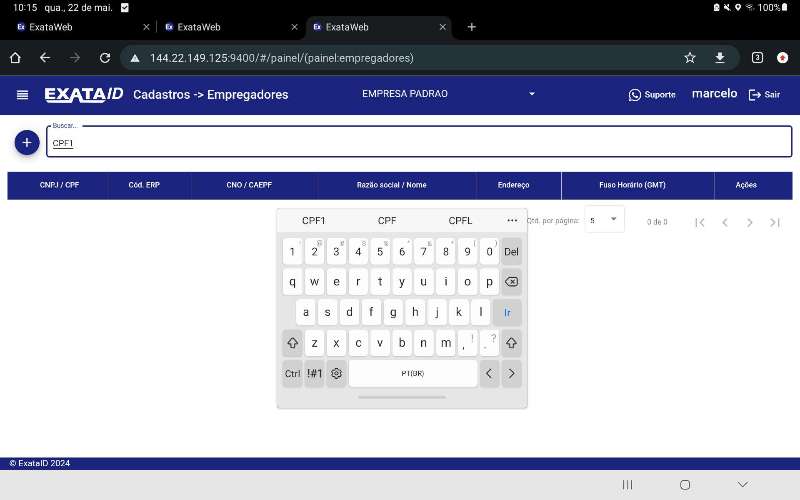 10:15 qua., 22 de mai. 100%
ExataWeb ExataWeb ExataWeb
144.22.149.125:9400/#/painel/(painel:empregadores) 3
EXATAID Cadastros -> Empregadores EMPRESA PADRAO Suporte marcelo Sair
Buscar...
CPF1
CNPJ / CPF Cód. ERP CNO / CAEPF Razão social / Nome Endereço Fuso Horário (GMT) Ações
Qtd. por página: 5 0 de 0
CPF1 CPF CPFL ...
1 2 3 4 5 6 7 8 9 0 Del
q w e r t y u i o p
a s d f g h j k l Ir
z x c v b n m , ! . ?
Ctrl !#1 PT(BR) < >
© ExataID 2024